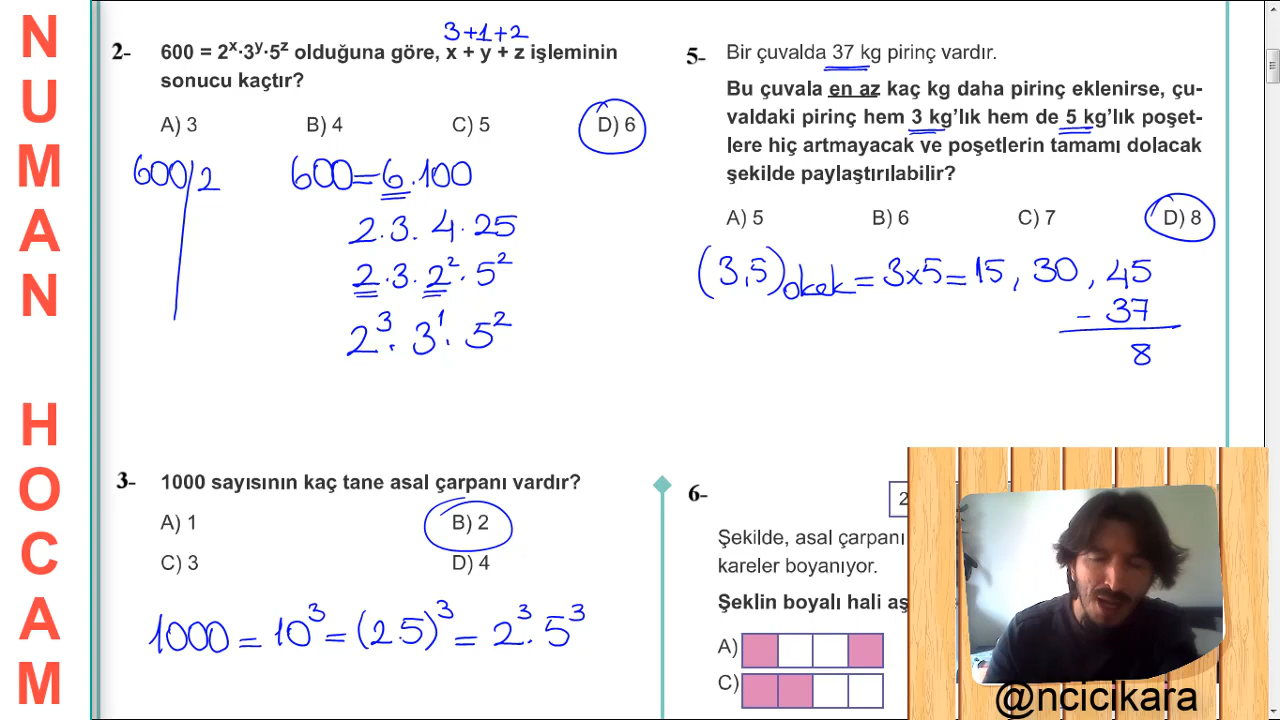 NUMAN HOCAM
2- 600 = 2ˣ·3ʸ·5ᶻ olduğuna göre, x + y + z işleminin
sonucu kaçtır?
3+1+2
A) 3 B) 4 C) 5 D) 6
600 2 600=6.100
2.3.4.25
2.3.2².5²
2³.3¹.5²
3- 1000 sayısının kaç tane asal çarpanı vardır?
A) 1 B) 2
C) 3 D) 4
1000=10³=(2.5)³=2³.5³
5- Bir çuvalda 37 kg pirinç vardır.
Bu çuvala en az kaç kg daha pirinç eklenirse, çu-
valdaki pirinç hem 3 kg'lık hem de 5 kg'lık poşet-
lere hiç artmayacak ve poşetlerin tamamı dolacak
şekilde paylaştırılabilir?
A) 5 B) 6 C) 7 D) 8
(3,5)okek=3x5=15, 30, 45
- 37
8
6-
2
Şekilde, asal çarpanı
kareler boyanıyor.
Şeklin boyalı hali
A)
C)
@ncicikara